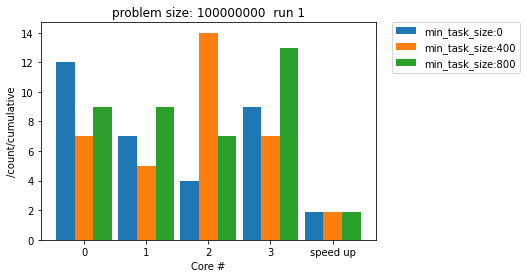 problem size: 100000000  run 1
min_task_size:0
min_task_size:400
min_task_size:800
/count/cumulative
14
12
10
8
6
4
2
0
0 1 2 3 speed up
Core #